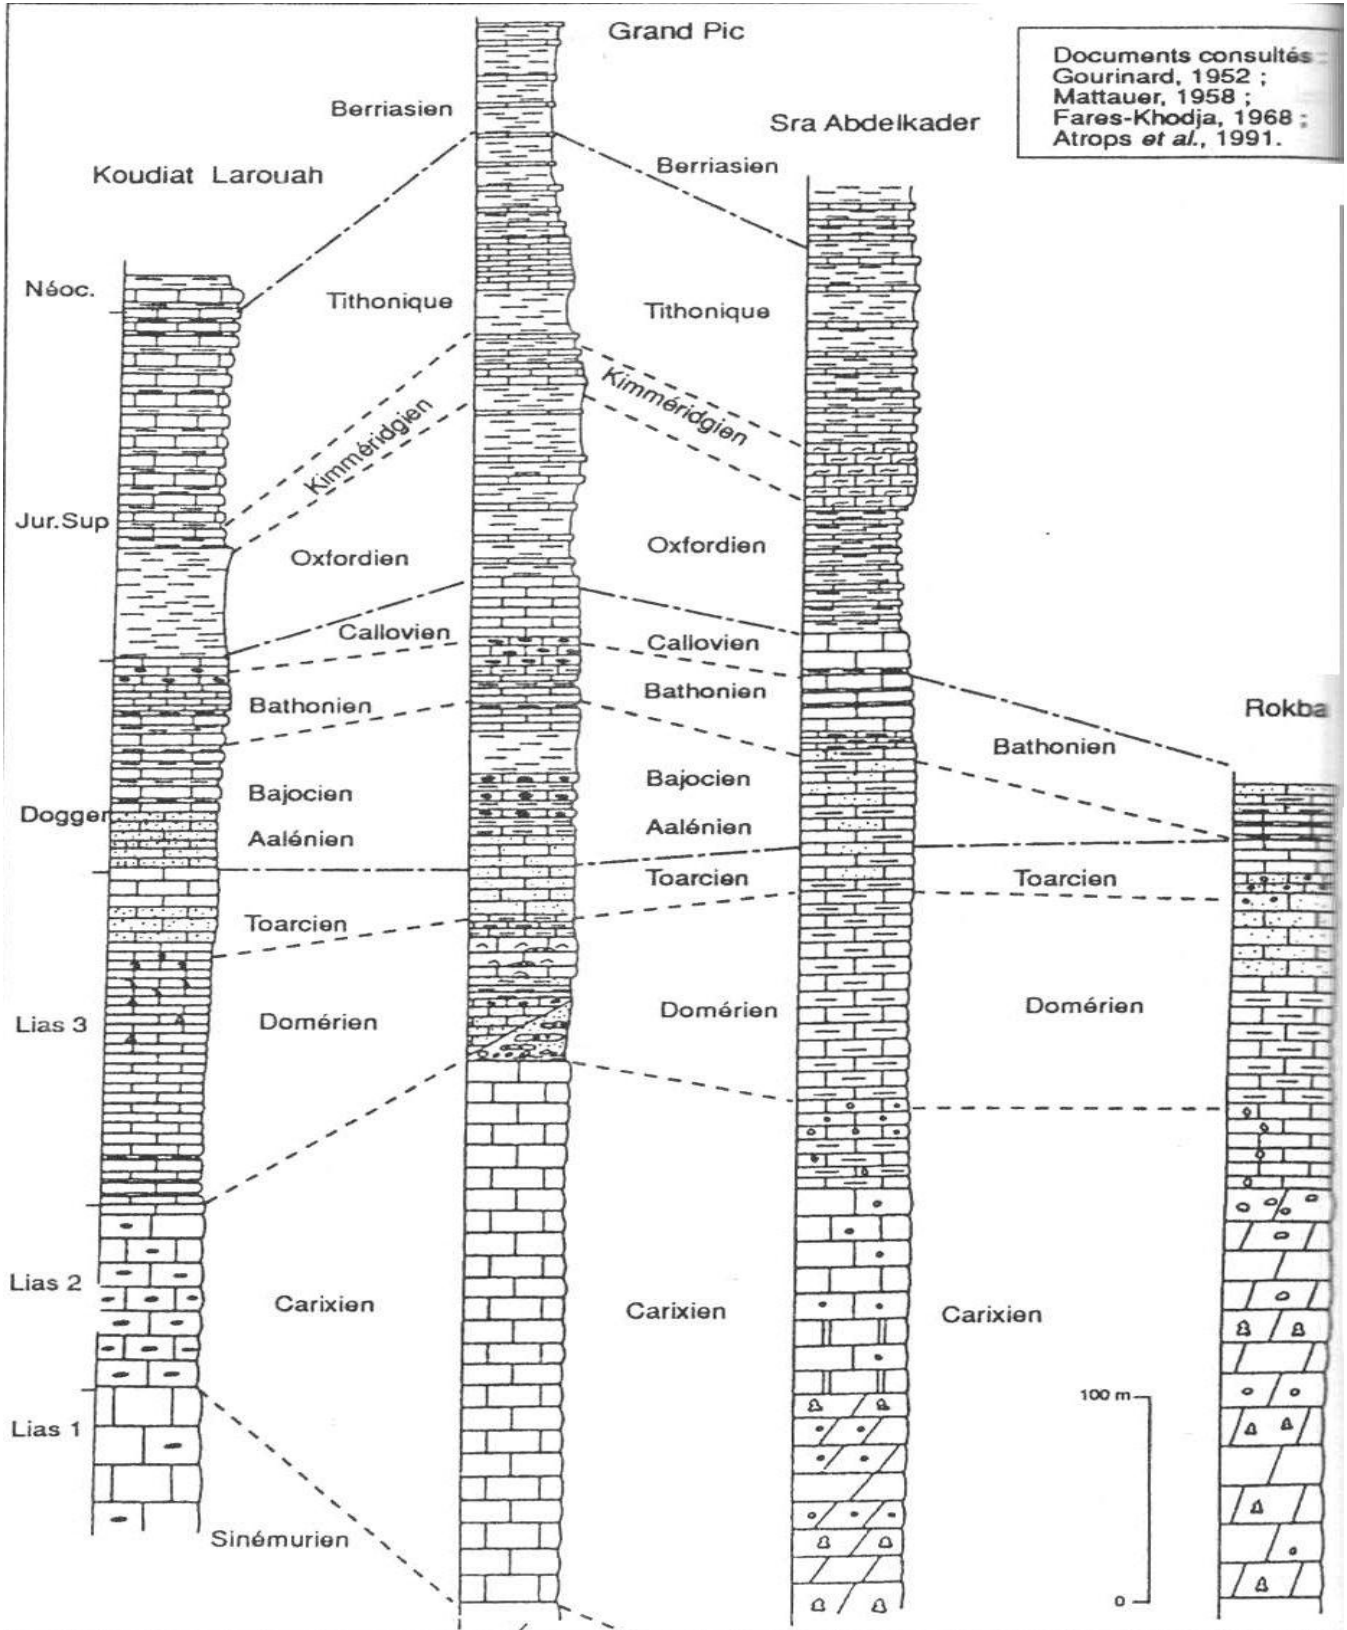 Grand Pic
Documents consultés :
Gourinard, 1952 ;
Mattauer, 1958 ;
Fares-Khodja, 1968 ;
Atrops et al., 1991.
Berriasien
Sra Abdelkader
Berriasien
Koudiat Larouah
Néoc.
Tithonique
Tithonique
Kimméridgien
Kimméridgien
Jur.Sup
Oxfordien
Oxfordien
Callovien
Callovien
Bathonien
Bathonien
Rokba
Bathonien
Bajocien
Bajocien
Dogger
Aalénien
Aalénien
Toarcien
Toarcien
Toarcien
Lias 3
Domérien
Domérien
Domérien
Lias 2
Carixien
Carixien
Carixien
100 m
Lias 1
Sinémurien
0